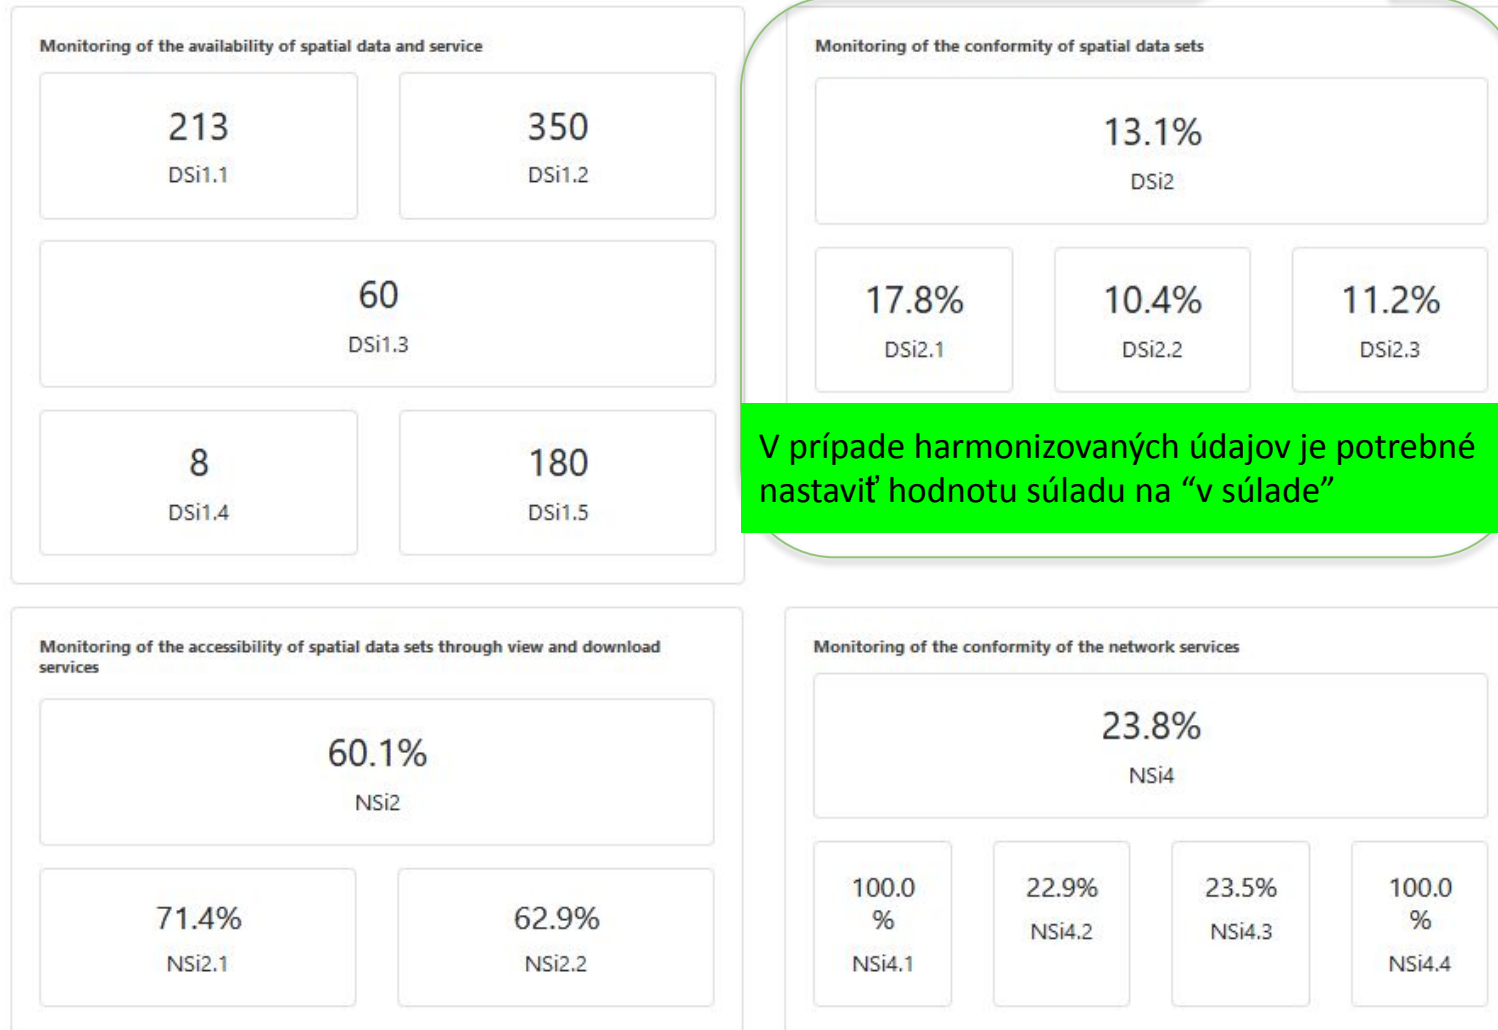 Monitoring of the availability of spatial data and service
213
DSi1.1
350
DSi1.2
60
DSi1.3
8
DSi1.4
180
DSi1.5
Monitoring of the conformity of spatial data sets
13.1%
DSi2
17.8%
DSi2.1
10.4%
DSi2.2
11.2%
DSi2.3
V prípade harmonizovaných údajov je potrebné
nastaviť hodnotu súladu na “v súlade”
Monitoring of the accessibility of spatial data sets through view and download
services
60.1%
NSi2
71.4%
NSi2.1
62.9%
NSi2.2
Monitoring of the conformity of the network services
23.8%
NSi4
100.0
%
NSi4.1
22.9%
NSi4.2
23.5%
NSi4.3
100.0
%
NSi4.4